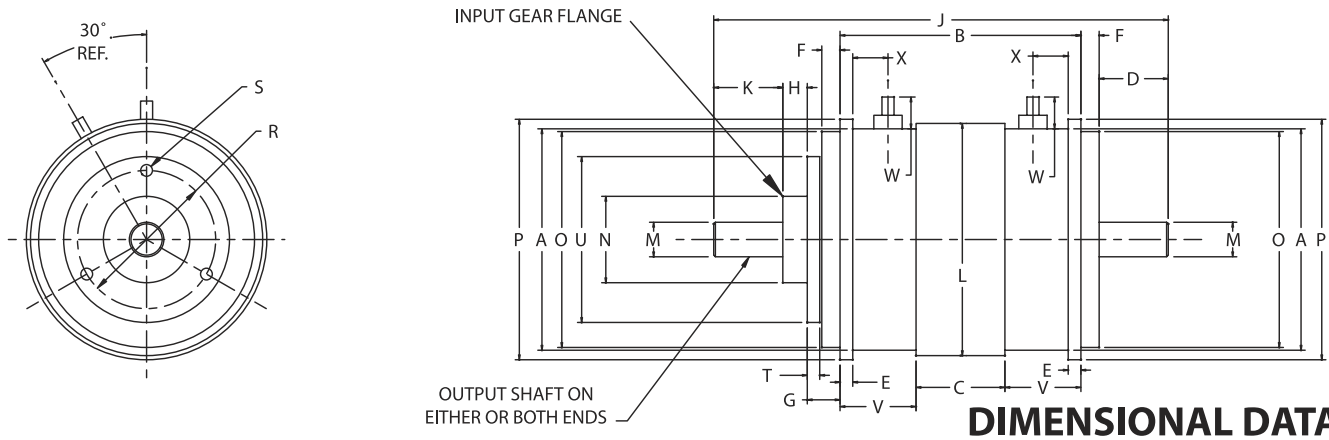 INPUT GEAR FLANGE
J
B
30°
REF.
F
F
X
X
K
H
D
S
R
W
W
P
A
O
U
N
M
L
M
O
A
P
T
E
E
G
V
C
V
OUTPUT SHAFT ON
EITHER OR BOTH ENDS
DIMENSIONAL DATA